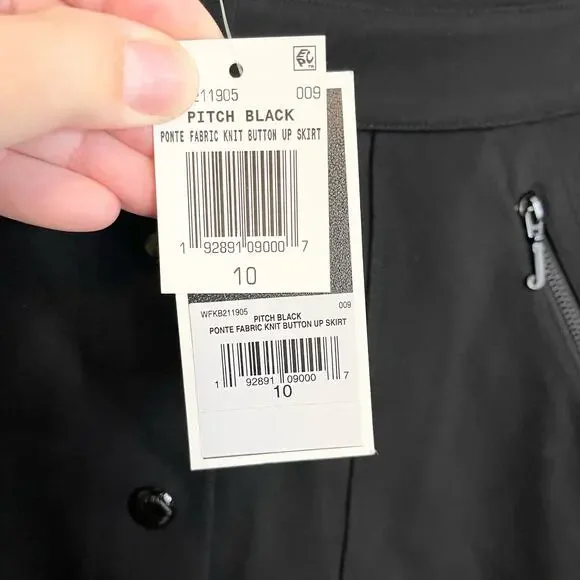 211905 009
PITCH BLACK
PONTE FABRIC KNIT BUTTON UP SKIRT
1 92891 09000 7
10
WFKB211905 009
PITCH BLACK
PONTE FABRIC KNIT BUTTON UP SKIRT
1 92891 09000 7
10